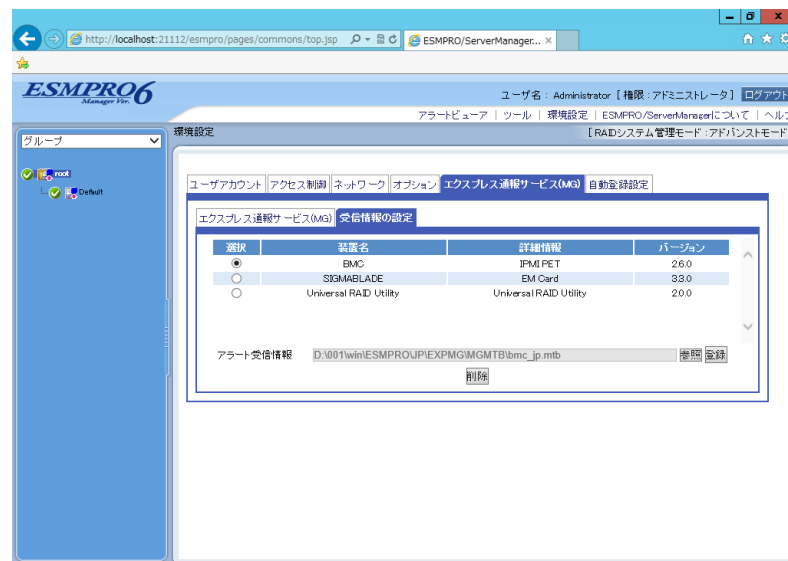 http://localhost:21112/esmpro/pages/commons/top.jsp
ESMPRO/ServerManager...
ESMPRO6
Manager Ver.
ユーザ名 : Administrator [ 権限 : アドミニストレータ ] ログアウト
アラートビューア | ツール | 環境設定 | ESMPRO/ServerManagerについて | ヘル
グループ
環境設定
[ RAIDシステム管理モード : アドバンストモード
root
Default
ユーザアカウント アクセス制御 ネットワーク オプション エクスプレス通報サービス(MG) 自動登録設定
エクスプレス通報サービス(MG) 受信情報の設定
選択 装置名 詳細情報 バージョン
BMC IPMI PET 2.6.0
SIGMABLADE EM Card 3.3.0
Universal RAID Utility Universal RAID Utility 2.0.0
アラート受信情報 D:\001\win\ESMPRO\JP\EXPMG\MGMTB\bmc_jp.mtb 参照 登録
削除